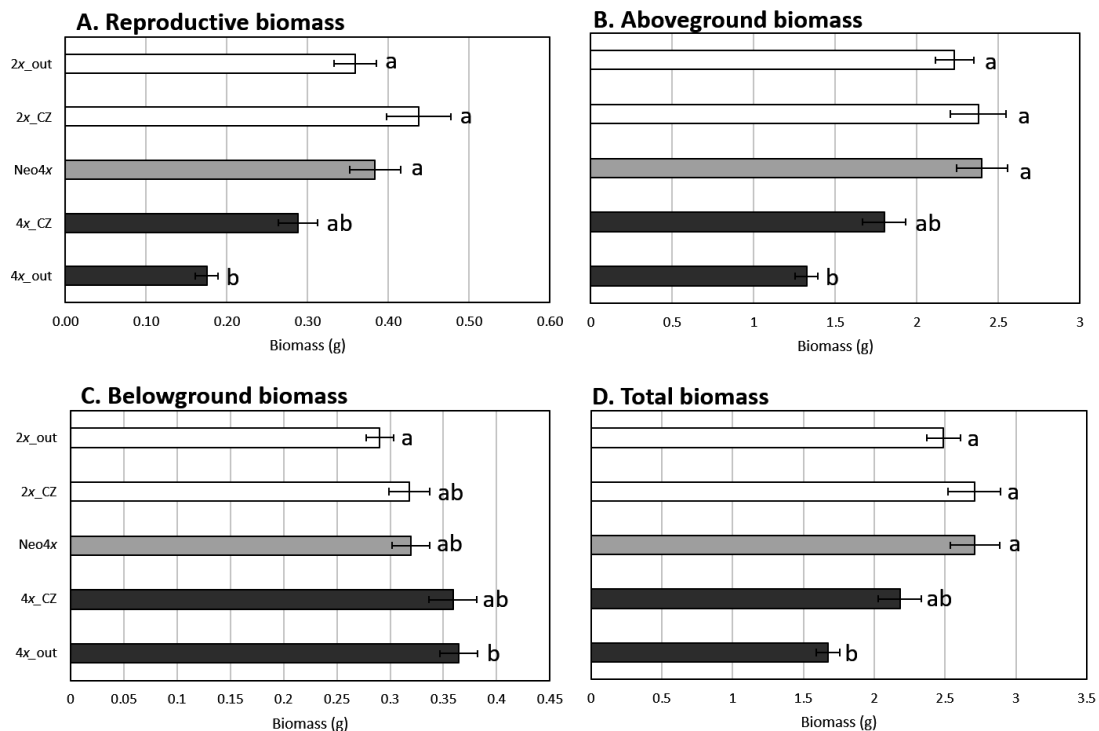 A. Reproductive biomass
2x_out
a
2x_CZ
a
Neo4x
a
4x_CZ
ab
4x_out
b
0.00 0.10 0.20 0.30 0.40 0.50 0.60
Biomass (g)
B. Aboveground biomass
a
a
a
ab
b
0 0.5 1 1.5 2 2.5 3
Biomass (g)
C. Belowground biomass
2x_out
a
2x_CZ
ab
Neo4x
ab
4x_CZ
ab
4x_out
b
0 0.05 0.1 0.15 0.2 0.25 0.3 0.35 0.4 0.45
Biomass (g)
D. Total biomass
a
a
a
ab
b
0 0.5 1 1.5 2 2.5 3 3.5
Biomass (g)